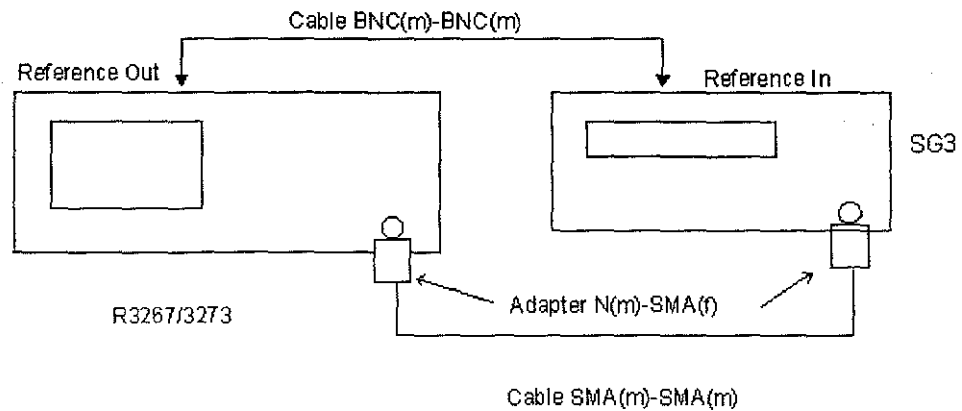 Cable BNC(m)-BNC(m)
Reference Out
Reference In
SG3
Adapter N(m)-SMA(f)
R3267/3273
Cable SMA(m)-SMA(m)